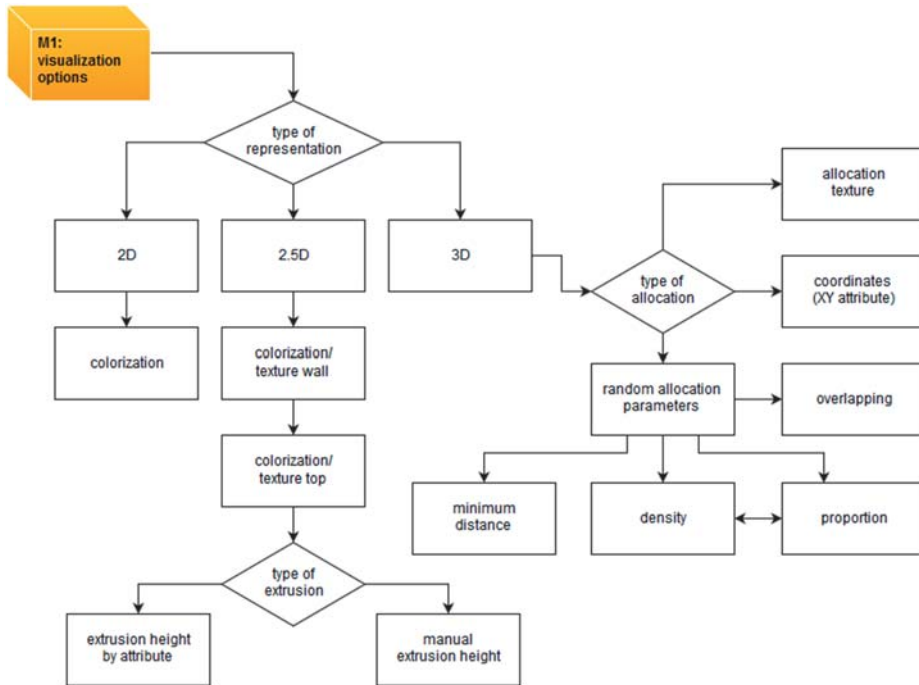 M1:
visualization
options
type of
representation
allocation
texture
2D
2.5D
3D
type of
allocation
coordinates
(XY attribute)
colorization
colorization/
texture wall
random allocation
parameters
overlapping
colorization/
texture top
minimum
distance
density
proportion
type of
extrusion
extrusion height
by attribute
manual
extrusion height